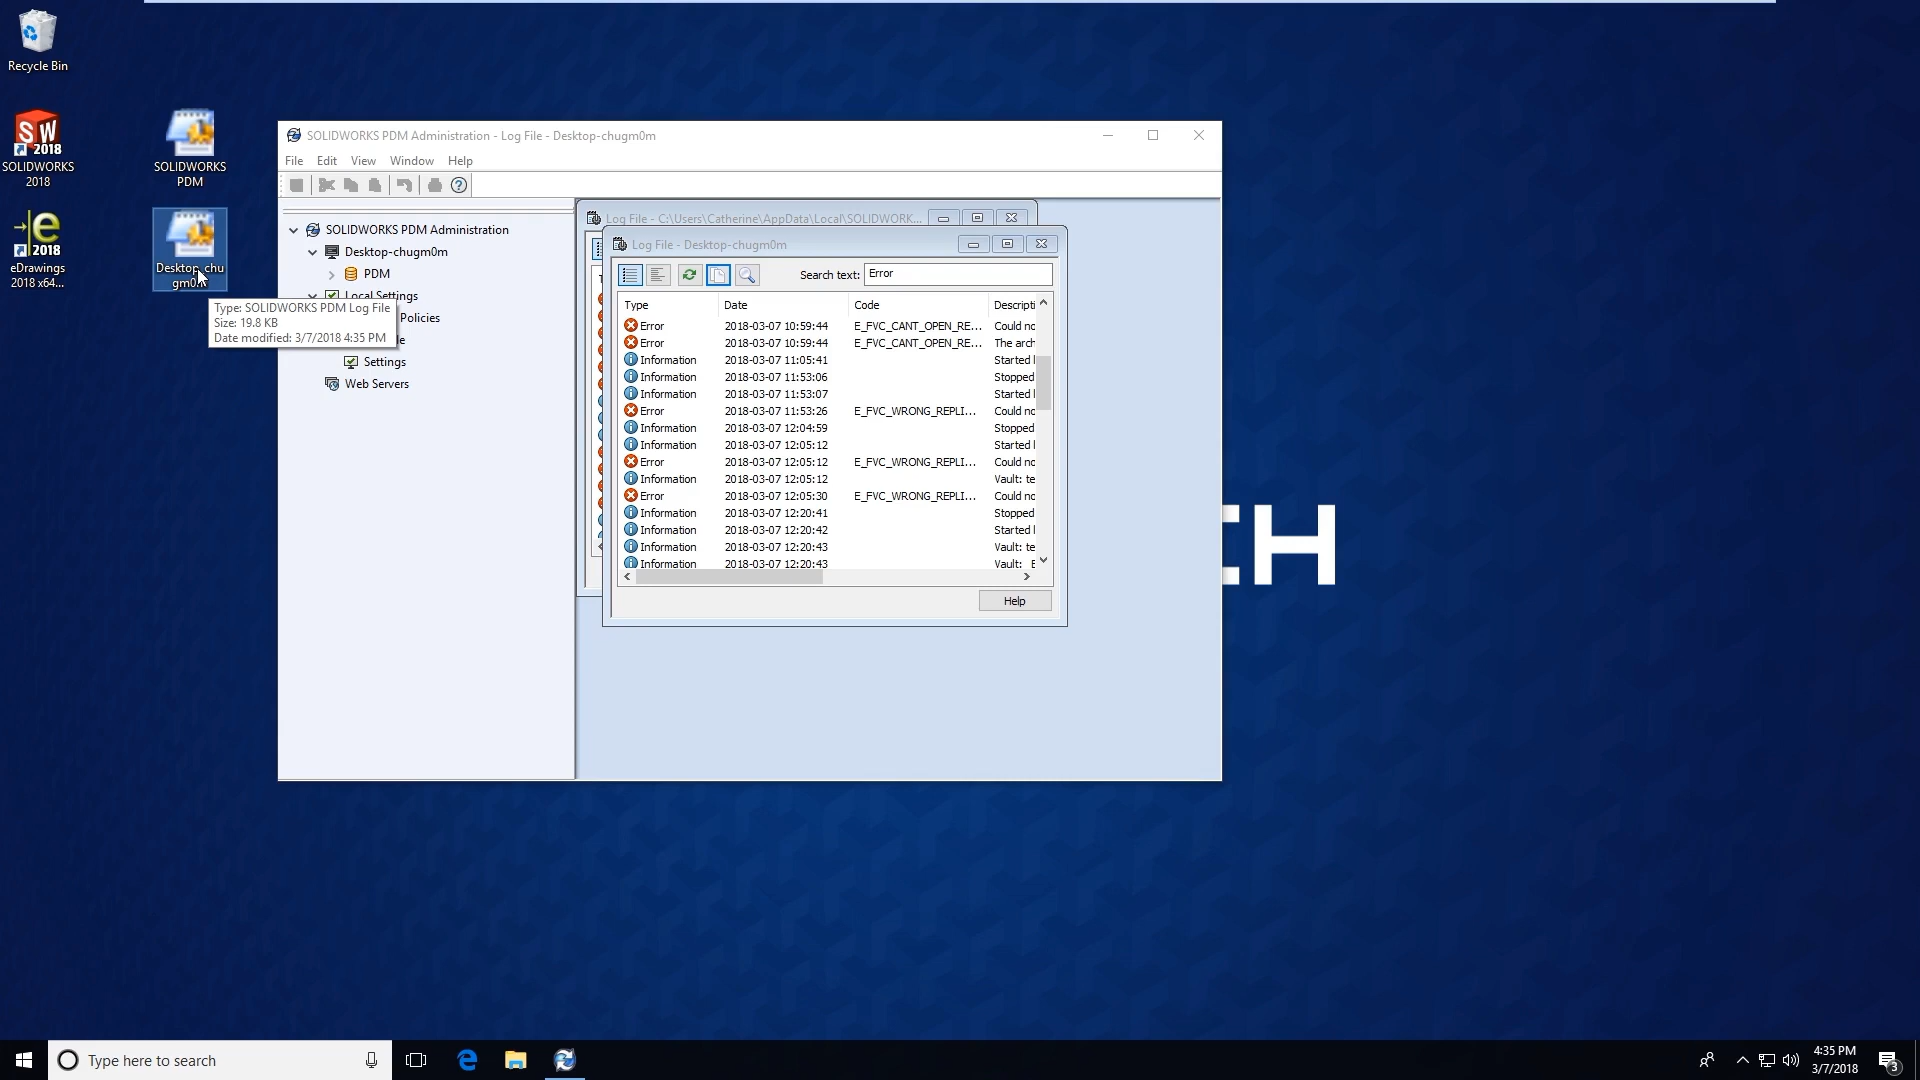 Recycle Bin
SW
2018
SOLIDWORKS
2018
SOLIDWORKS
PDM
e
2018
eDrawings
2018 x64...
Desktop_chu
Type: SOLIDWORKS PDM Log File
Size: 19.8 KB
Date modified: 3/7/2018 4:35 PM
SOLIDWORKS PDM Administration - Log File - Desktop-chugm0m
File Edit View Window Help
SOLIDWORKS PDM Administration
Desktop-chugm0m
PDM
Local Settings
Policies
Settings
Web Servers
Log File - C:\Users\Catherine\AppData\Local\SOLIDWORK...
Log File - Desktop-chugm0m
Search text: Error
Type Date Code Descripti
Error 2018-03-07 10:59:44 E_FVC_CANT_OPEN_RE... Could no
Error 2018-03-07 10:59:44 E_FVC_CANT_OPEN_RE... The arch
Information 2018-03-07 11:05:41 Started
Information 2018-03-07 11:53:06 Stopped
Information 2018-03-07 11:53:07 Started
Error 2018-03-07 11:53:26 E_FVC_WRONG_REPLI... Could no
Information 2018-03-07 12:04:59 Stopped
Information 2018-03-07 12:05:12 Started
Error 2018-03-07 12:05:12 E_FVC_WRONG_REPLI... Could no
Information 2018-03-07 12:05:12 Vault: te
Error 2018-03-07 12:05:30 E_FVC_WRONG_REPLI... Could no
Information 2018-03-07 12:20:41 Stopped
Information 2018-03-07 12:20:42 Started
Information 2018-03-07 12:20:43 Vault: te
Information 2018-03-07 12:20:43 Vault:
Help
CH
Type here to search
4:35 PM
3/7/2018
3